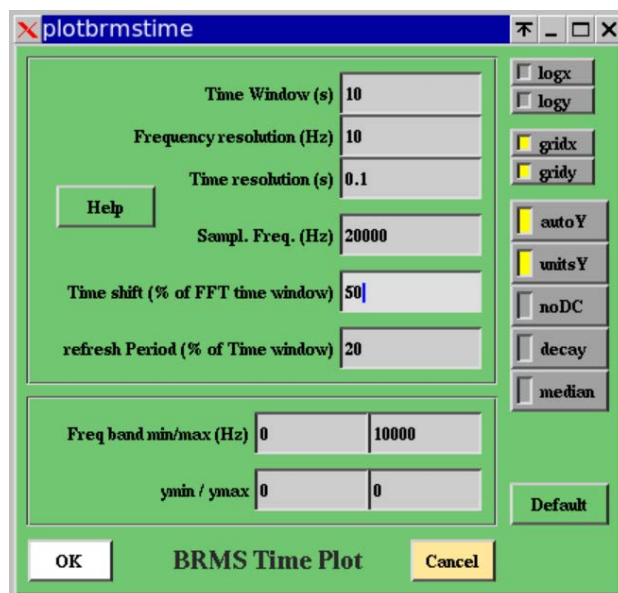 plotbrmstime
Time Window (s) 10
Frequency resolution (Hz) 10
Time resolution (s) 0.1
Help
Sampl. Freq. (Hz) 20000
Time shift (% of FFT time window) 50
refresh Period (% of Time window) 20
Freq band min/max (Hz) 0 10000
ymin / ymax 0 0
OK
BRMS Time Plot
Cancel
logx
logy
gridx
gridy
autoY
unitsY
noDC
decay
median
Default